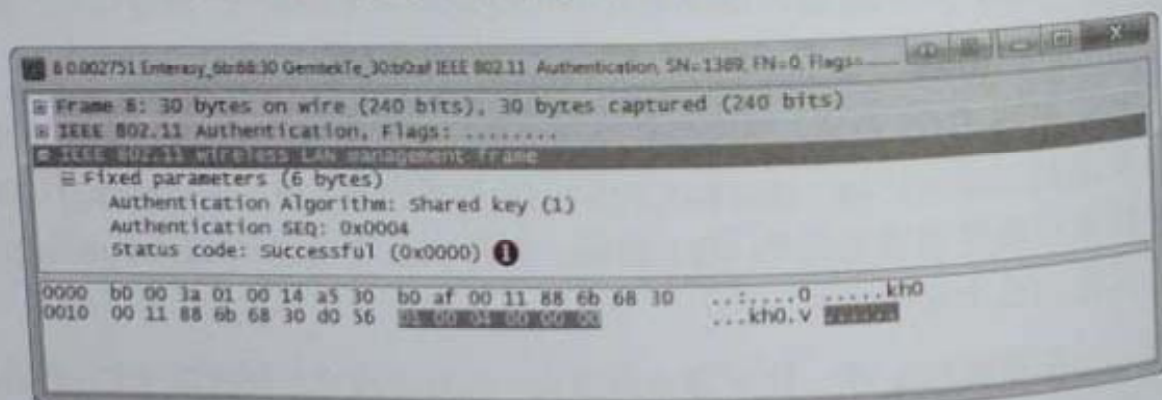 8 0.002751 Enterasy_6b:68:30 GemtekTe_30:b0:af IEEE 802.11 Authentication, SN=1389, FN=0, Flags=........
Frame 8: 30 bytes on wire (240 bits), 30 bytes captured (240 bits)
IEEE 802.11 Authentication, Flags: ........
IEEE 802.11 wireless LAN management frame
Fixed parameters (6 bytes)
Authentication Algorithm: Shared key (1)
Authentication SEQ: 0x0004
Status code: Successful (0x0000) 1
0000 b0 00 3a 01 00 14 a5 30 b0 af 00 11 88 6b 68 30 ..:....0 .....kh0
0010 00 11 88 6b 68 30 d0 56 01 00 04 00 00 00 ...kh0.v ......